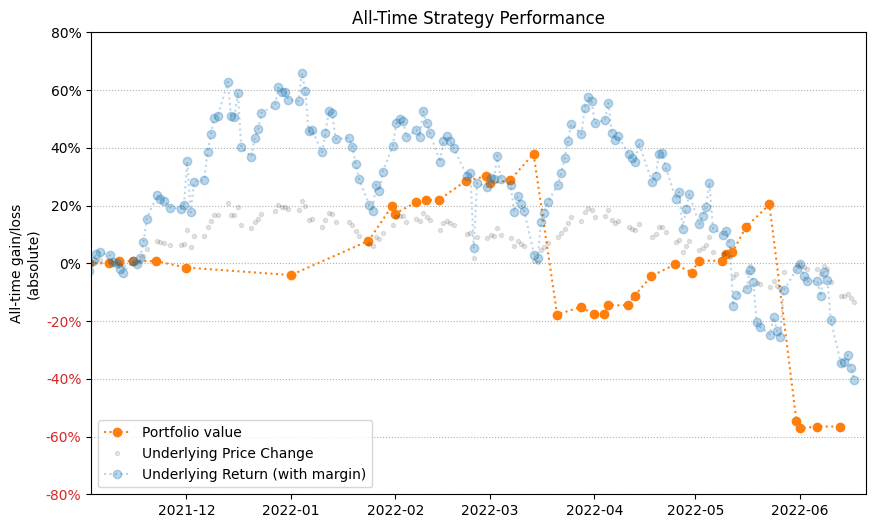 All-Time Strategy Performance
All-time gain/loss
(absolute)
80%
60%
40%
20%
0%
-20%
-40%
-60%
-80%
Portfolio value
Underlying Price Change
Underlying Return (with margin)
2021-12
2022-01
2022-02
2022-03
2022-04
2022-05
2022-06